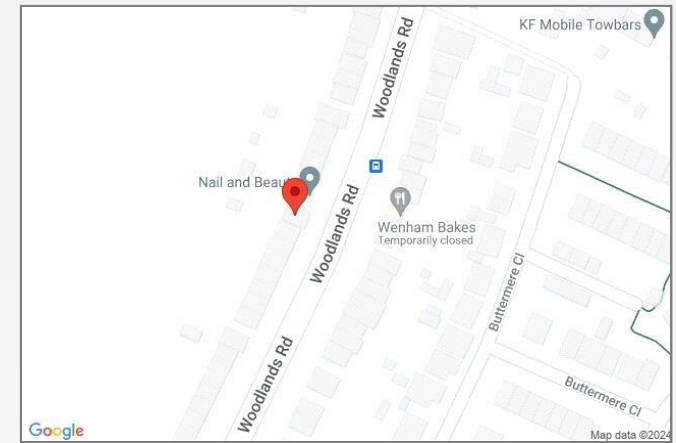 KF Mobile Towbars
Woodlands Rd
Nail and Beaut
Woodlands Rd
Wenham Bakes
Temporarily closed
Buttermere Cl
Woodlands Rd
Buttermere Cl
Google
Map data ©2024